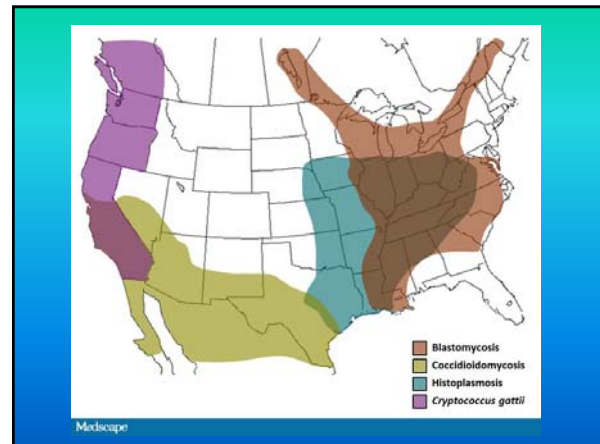 Blastomycosis
Coccidioidomycosis
Histoplasmosis
Cryptococcus gattii
Medscape